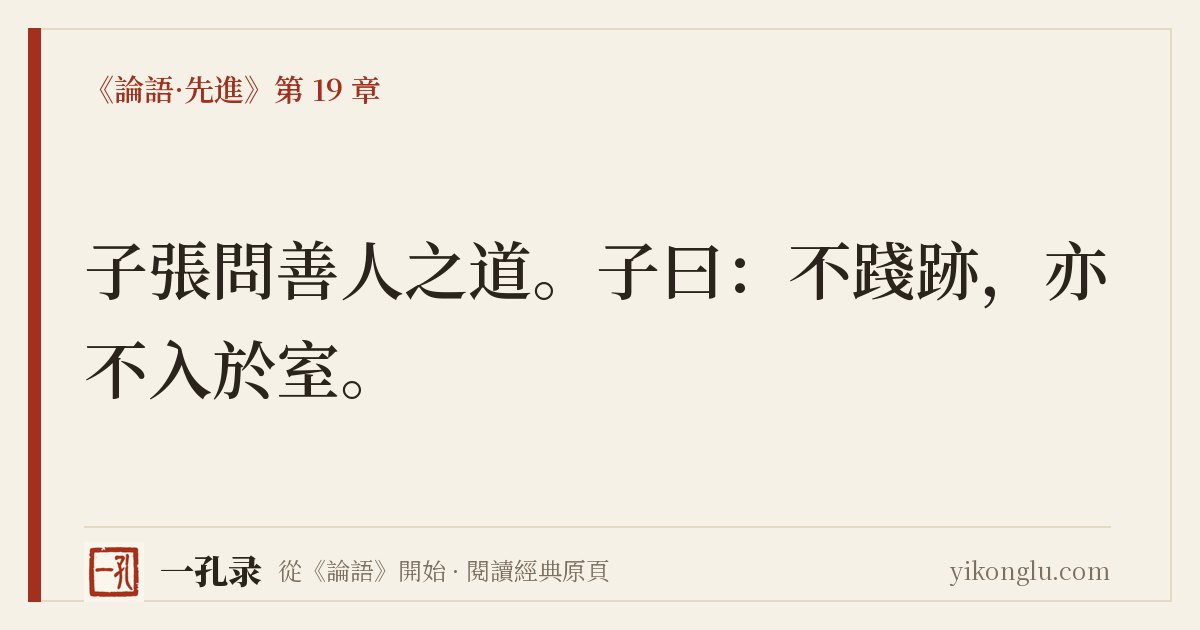 《論語·先進》第 19 章
子張問善人之道。子曰：不踐跡，亦
不入於室。
一孔
一孔录 從《論語》開始 · 閱讀經典原頁 yikonglu.com